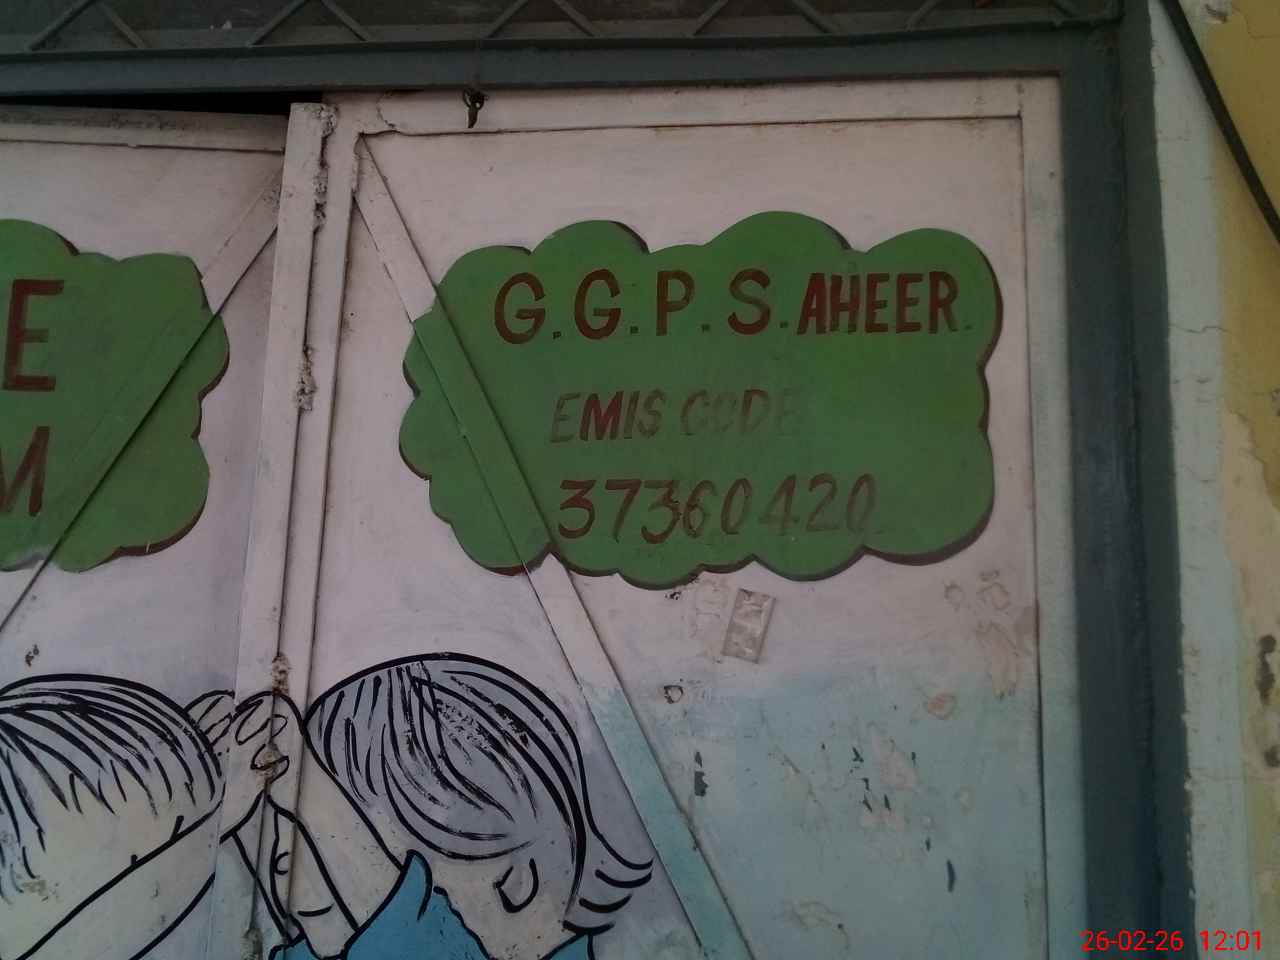 E
M
G.G.P.S.AHEER.
EMIS CODE
37360420
26-02-26 12:01